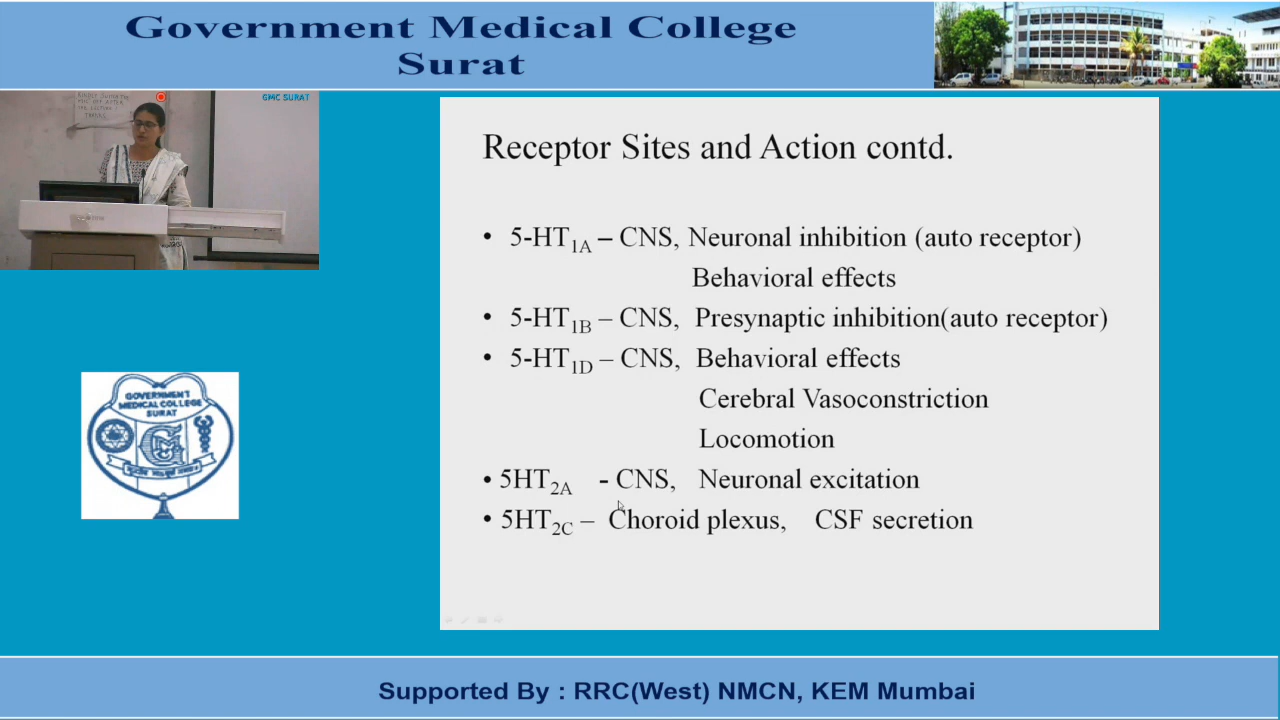 Government Medical College
Surat
GMC SURAT
THANKS
Receptor Sites and Action contd.
• 5-HT1A – CNS, Neuronal inhibition (auto receptor)
Behavioral effects
• 5-HT1B – CNS, Presynaptic inhibition(auto receptor)
• 5-HT1D – CNS, Behavioral effects
Cerebral Vasoconstriction
Locomotion
• 5HT2A - CNS, Neuronal excitation
• 5HT2C – Choroid plexus, CSF secretion
GOVERNMENT
MEDICAL COLLEGE
SURAT
Supported By : RRC(West) NMCN, KEM Mumbai